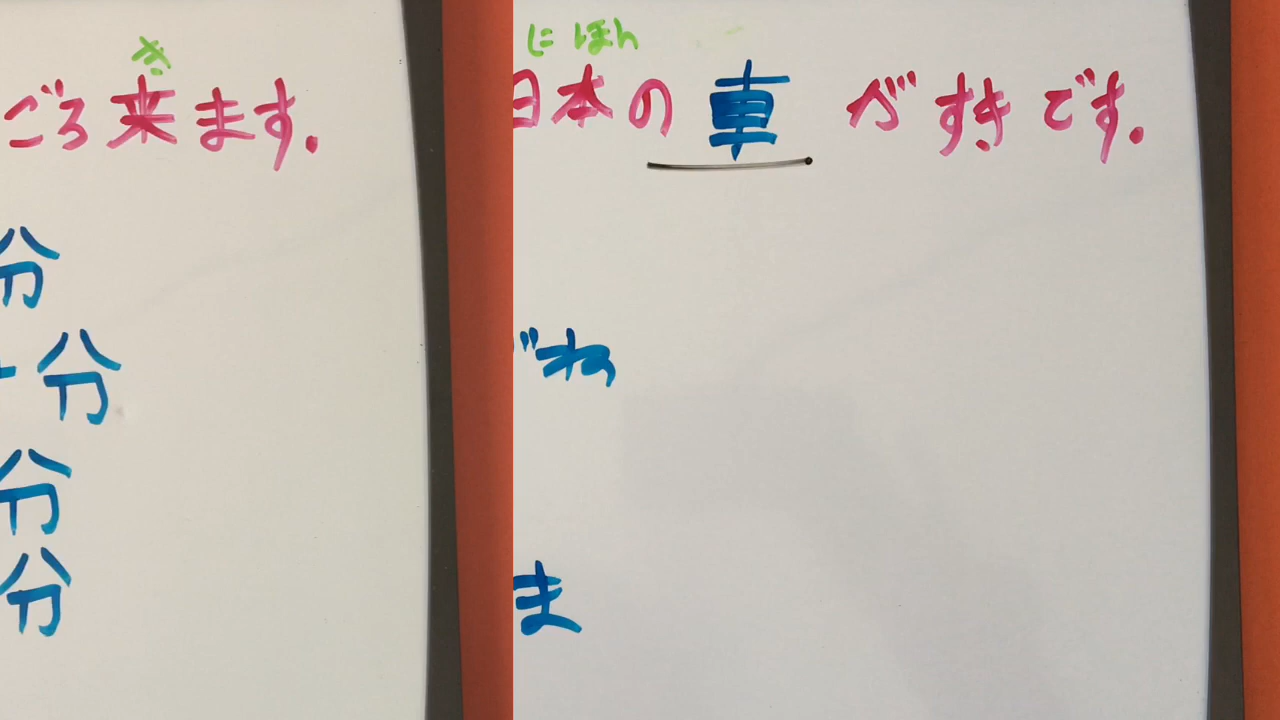 き
ごろ来ます.
分
分
分
分
にほん
日本の車がすきです.
ね
ま